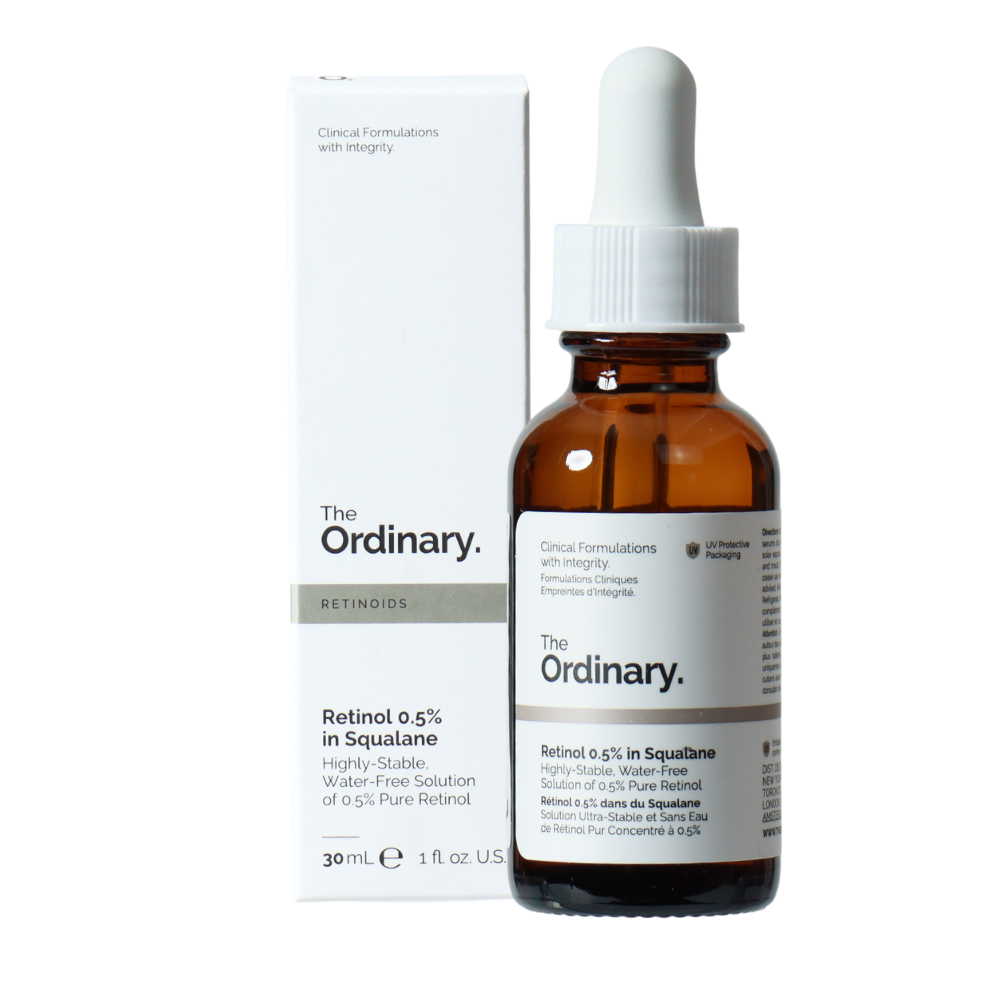 Clinical Formulations
with Integrity.
The
Ordinary.
RETINOIDS
Retinol 0.5%
in Squalane
Highly-Stable,
Water-Free Solution
of 0.5% Pure Retinol
30 mL ℮ 1 fl. oz. U.S.
Clinical Formulations
with Integrity.
Formulations Cliniques
Empreintes d'Intégrité.
UV
UV Protective
Packaging
The
Ordinary.
Retinol 0.5% in Squalane
Highly-Stable, Water-Free
Solution of 0.5% Pure Retinol
Rétinol 0.5% dans du Squalane
Solution Ultra-Stable et Sans Eau
de Rétinol Pur Concentré à 0.5%